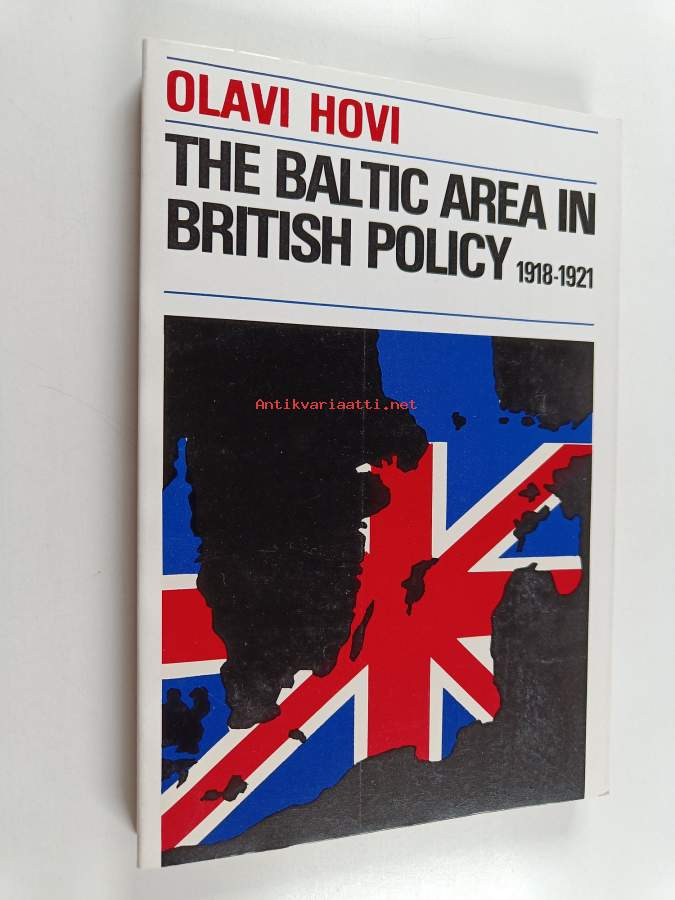 OLAVI HOVI
THE BALTIC AREA IN
BRITISH POLICY 1918-1921
Antikvariaatti.net